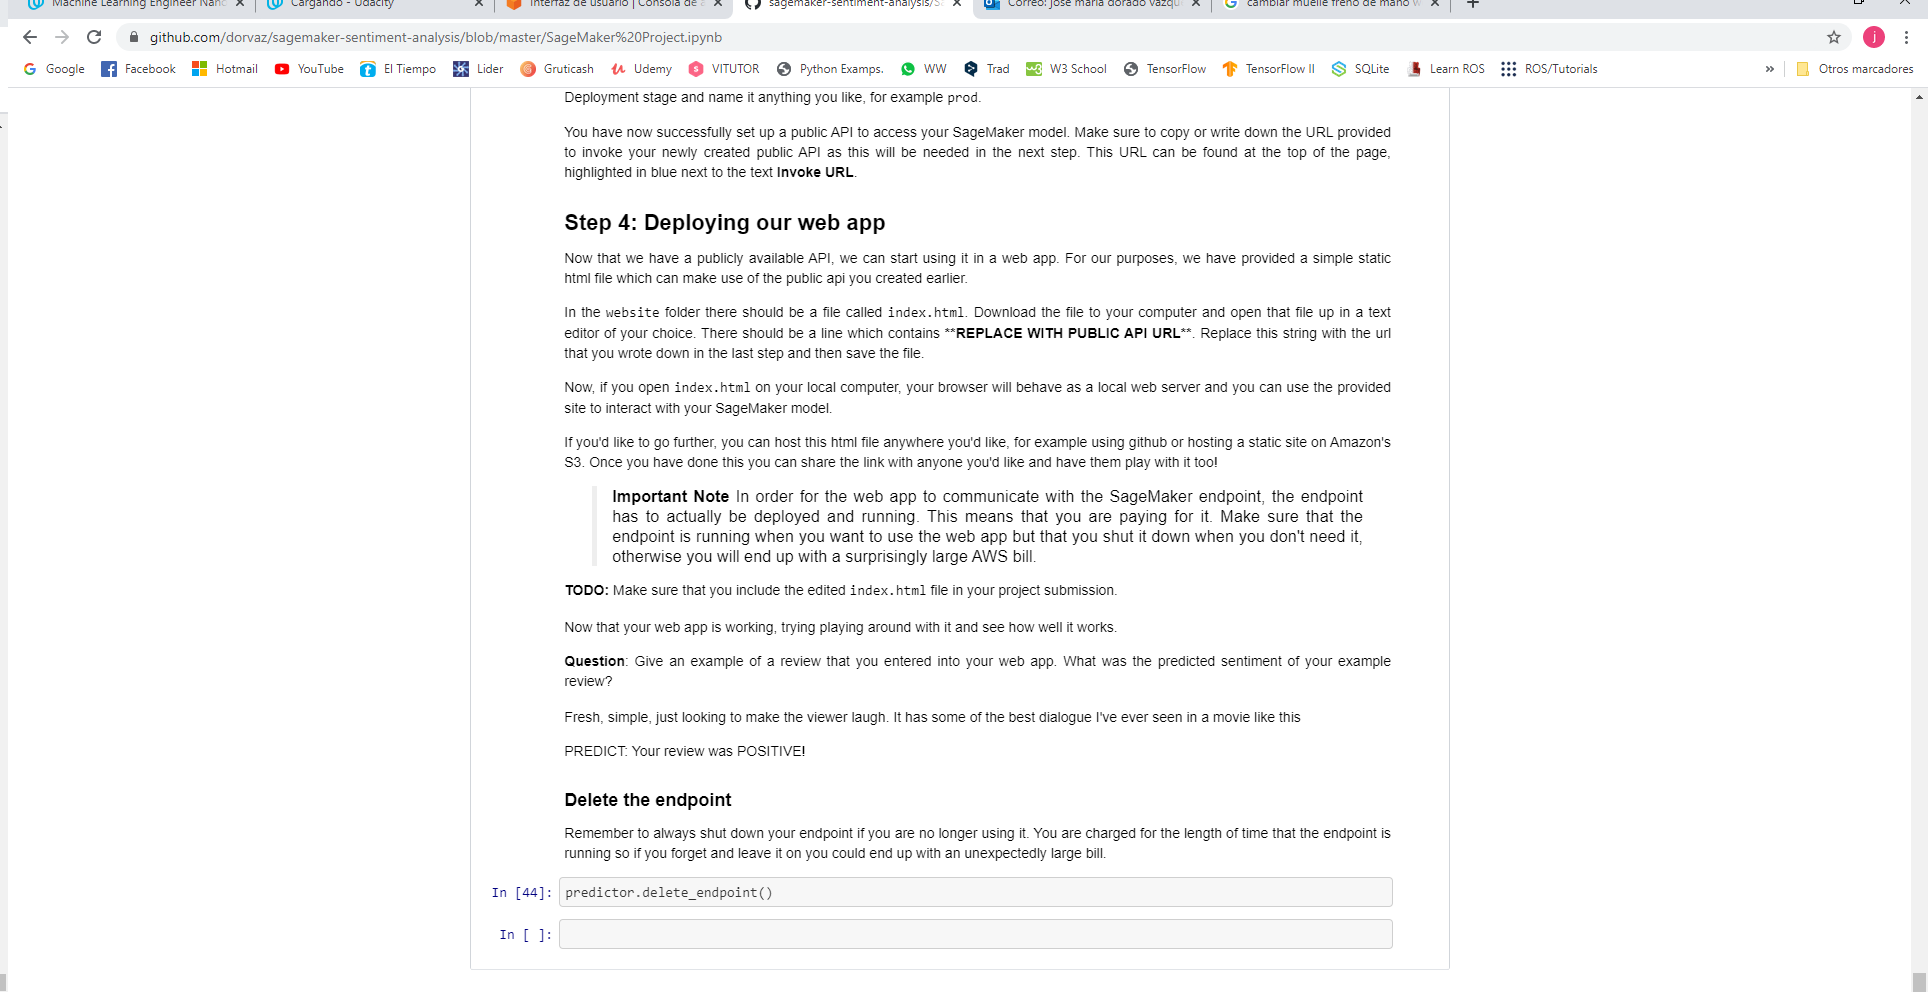 Machine Learning Engineer Nano
Cargando - Udacity
Interfaz de usuario | Consola de a
sagemaker-sentiment-analysis/S
Correo: jose maria dorado vazqu
cambiar muelle freno de mano w
github.com/dorvaz/sagemaker-sentiment-analysis/blob/master/SageMaker%20Project.ipynb
j
Google Facebook Hotmail YouTube El Tiempo Lider Gruticash Udemy VITUTOR Python Examps. WW Trad W3 School TensorFlow TensorFlow II SQLite Learn ROS ROS/Tutorials » Otros marcadores
Deployment stage and name it anything you like, for example prod.
You have now successfully set up a public API to access your SageMaker model. Make sure to copy or write down the URL provided
to invoke your newly created public API as this will be needed in the next step. This URL can be found at the top of the page,
highlighted in blue next to the text Invoke URL.
Step 4: Deploying our web app
Now that we have a publicly available API, we can start using it in a web app. For our purposes, we have provided a simple static
html file which can make use of the public api you created earlier.
In the website folder there should be a file called index.html. Download the file to your computer and open that file up in a text
editor of your choice. There should be a line which contains **REPLACE WITH PUBLIC API URL**. Replace this string with the url
that you wrote down in the last step and then save the file.
Now, if you open index.html on your local computer, your browser will behave as a local web server and you can use the provided
site to interact with your SageMaker model.
If you'd like to go further, you can host this html file anywhere you'd like, for example using github or hosting a static site on Amazon's
S3. Once you have done this you can share the link with anyone you'd like and have them play with it too!
Important Note In order for the web app to communicate with the SageMaker endpoint, the endpoint
has to actually be deployed and running. This means that you are paying for it. Make sure that the
endpoint is running when you want to use the web app but that you shut it down when you don't need it,
otherwise you will end up with a surprisingly large AWS bill.
TODO: Make sure that you include the edited index.html file in your project submission.
Now that your web app is working, trying playing around with it and see how well it works.
Question: Give an example of a review that you entered into your web app. What was the predicted sentiment of your example
review?
Fresh, simple, just looking to make the viewer laugh. It has some of the best dialogue I've ever seen in a movie like this
PREDICT: Your review was POSITIVE!
Delete the endpoint
Remember to always shut down your endpoint if you are no longer using it. You are charged for the length of time that the endpoint is
running so if you forget and leave it on you could end up with an unexpectedly large bill.
In [44]: predictor.delete_endpoint()
In [ ]: